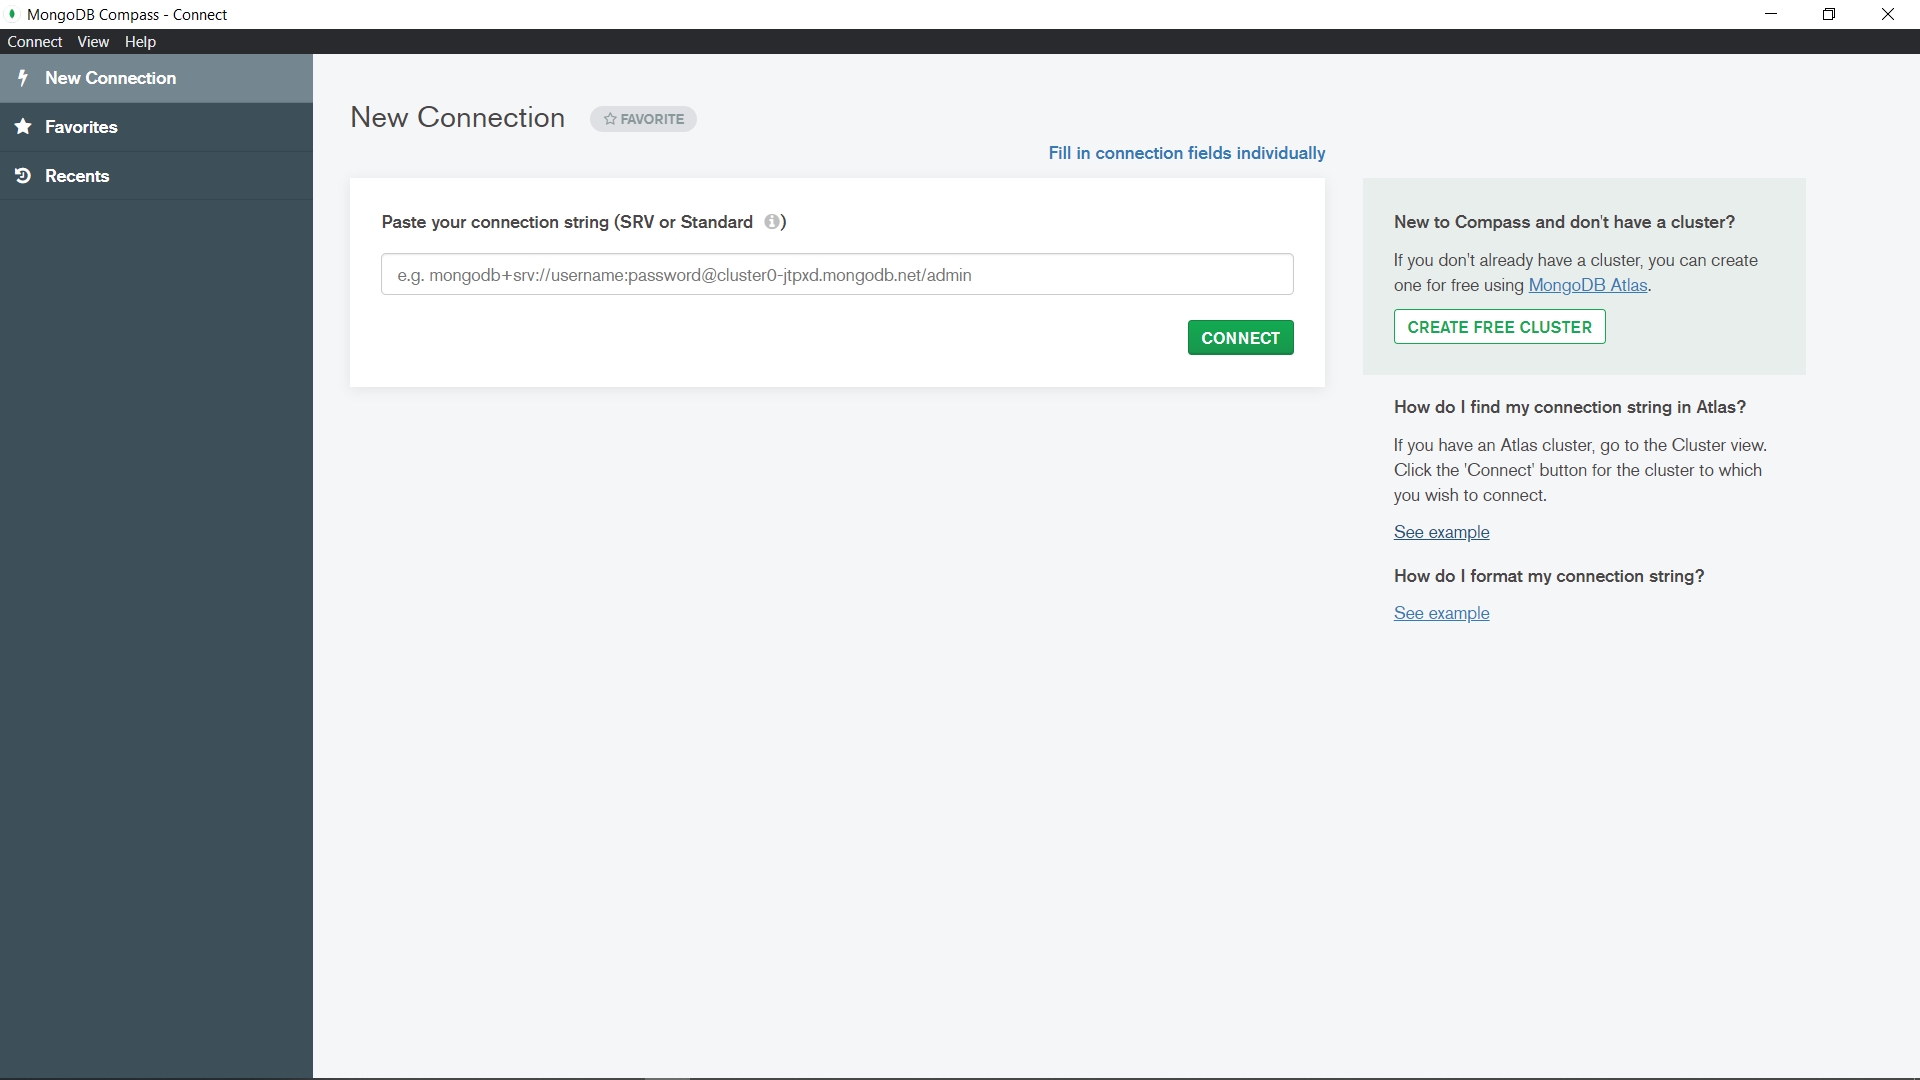 MongoDB Compass - Connect
Connect View Help
New Connection
Favorites
Recents
New Connection
FAVORITE
Fill in connection fields individually
Paste your connection string (SRV or Standard )
e.g. mongodb+srv://username:password@cluster0-jtpxd.mongodb.net/admin
CONNECT
New to Compass and don't have a cluster?
If you don't already have a cluster, you can create
one for free using MongoDB Atlas.
CREATE FREE CLUSTER
How do I find my connection string in Atlas?
If you have an Atlas cluster, go to the Cluster view.
Click the 'Connect' button for the cluster to which
you wish to connect.
See example
How do I format my connection string?
See example